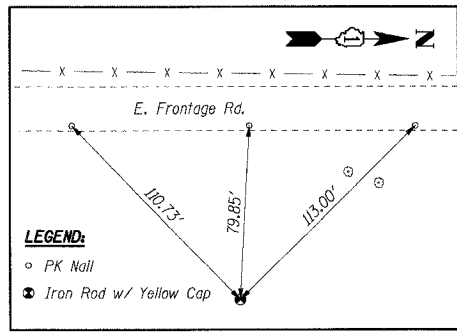 N
X X X X X X X X
E. Frontage Rd.
110.73'
79.85'
113.00'
LEGEND:
PK Nail
Iron Rod w/ Yellow Cap